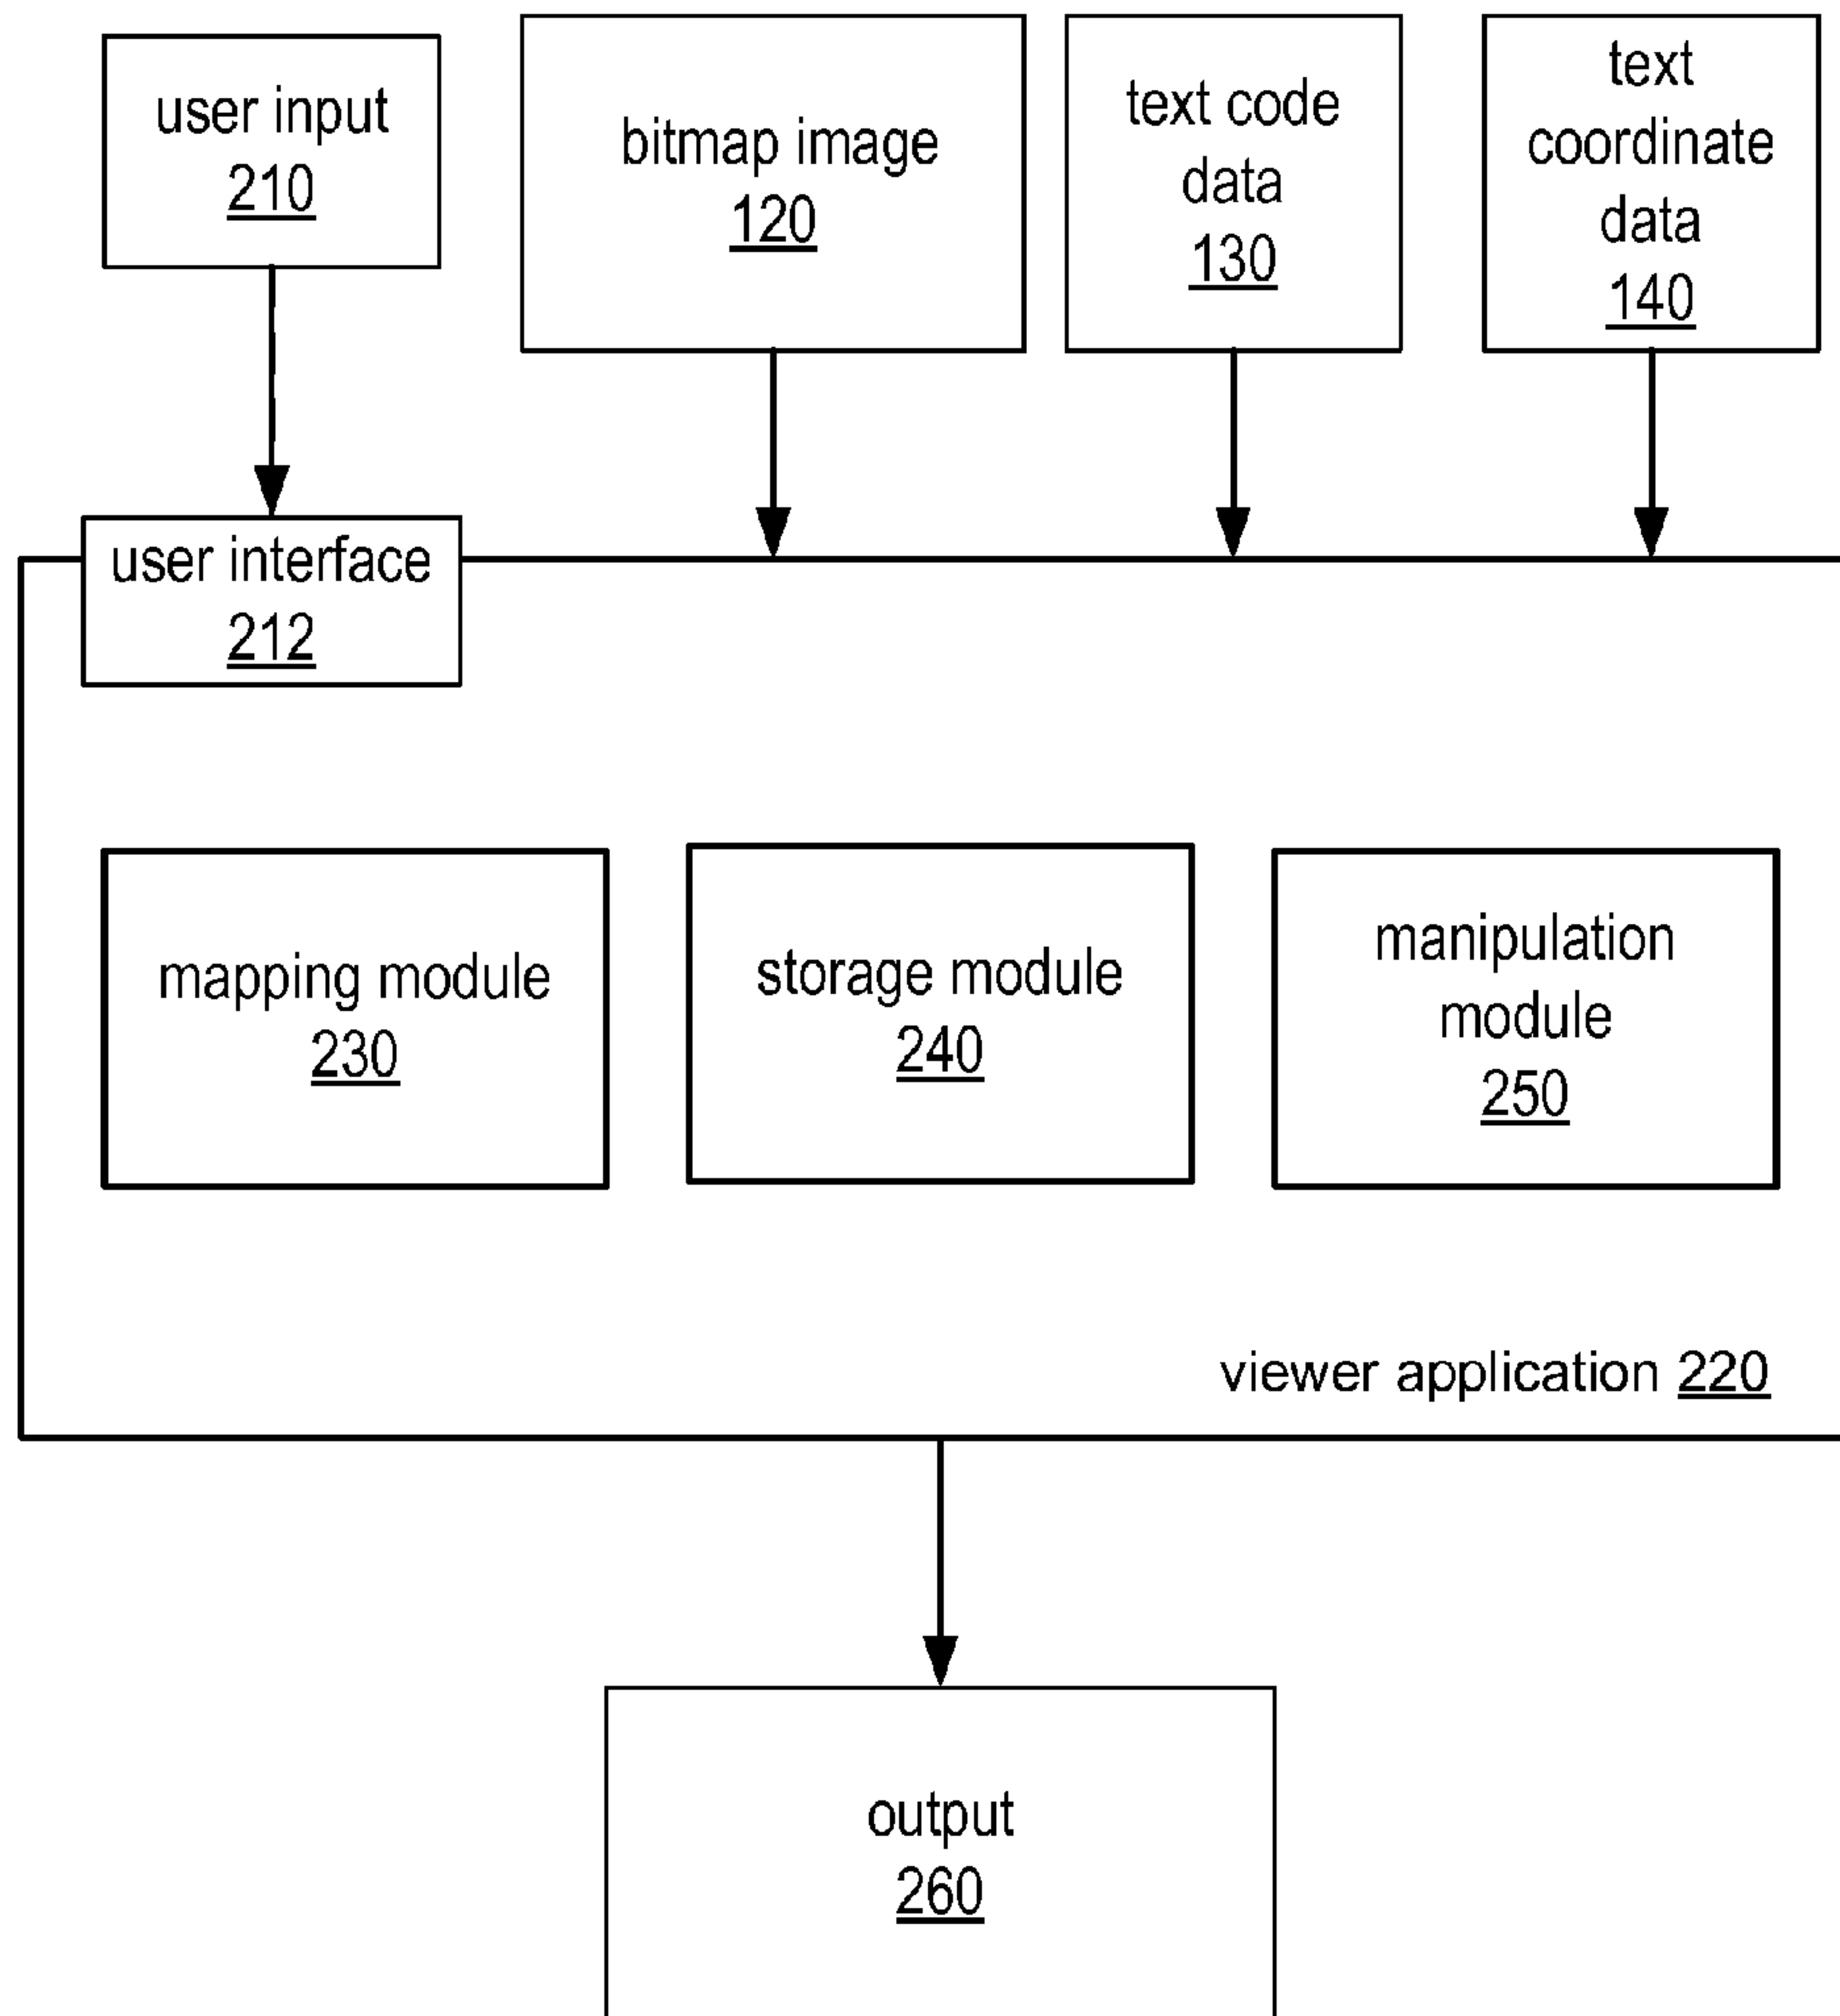 user input
210
bitmap image
120
text code
data
130
text
coordinate
data
140
user interface
212
mapping module
230
storage module
240
manipulation
module
250
viewer application 220
output
260